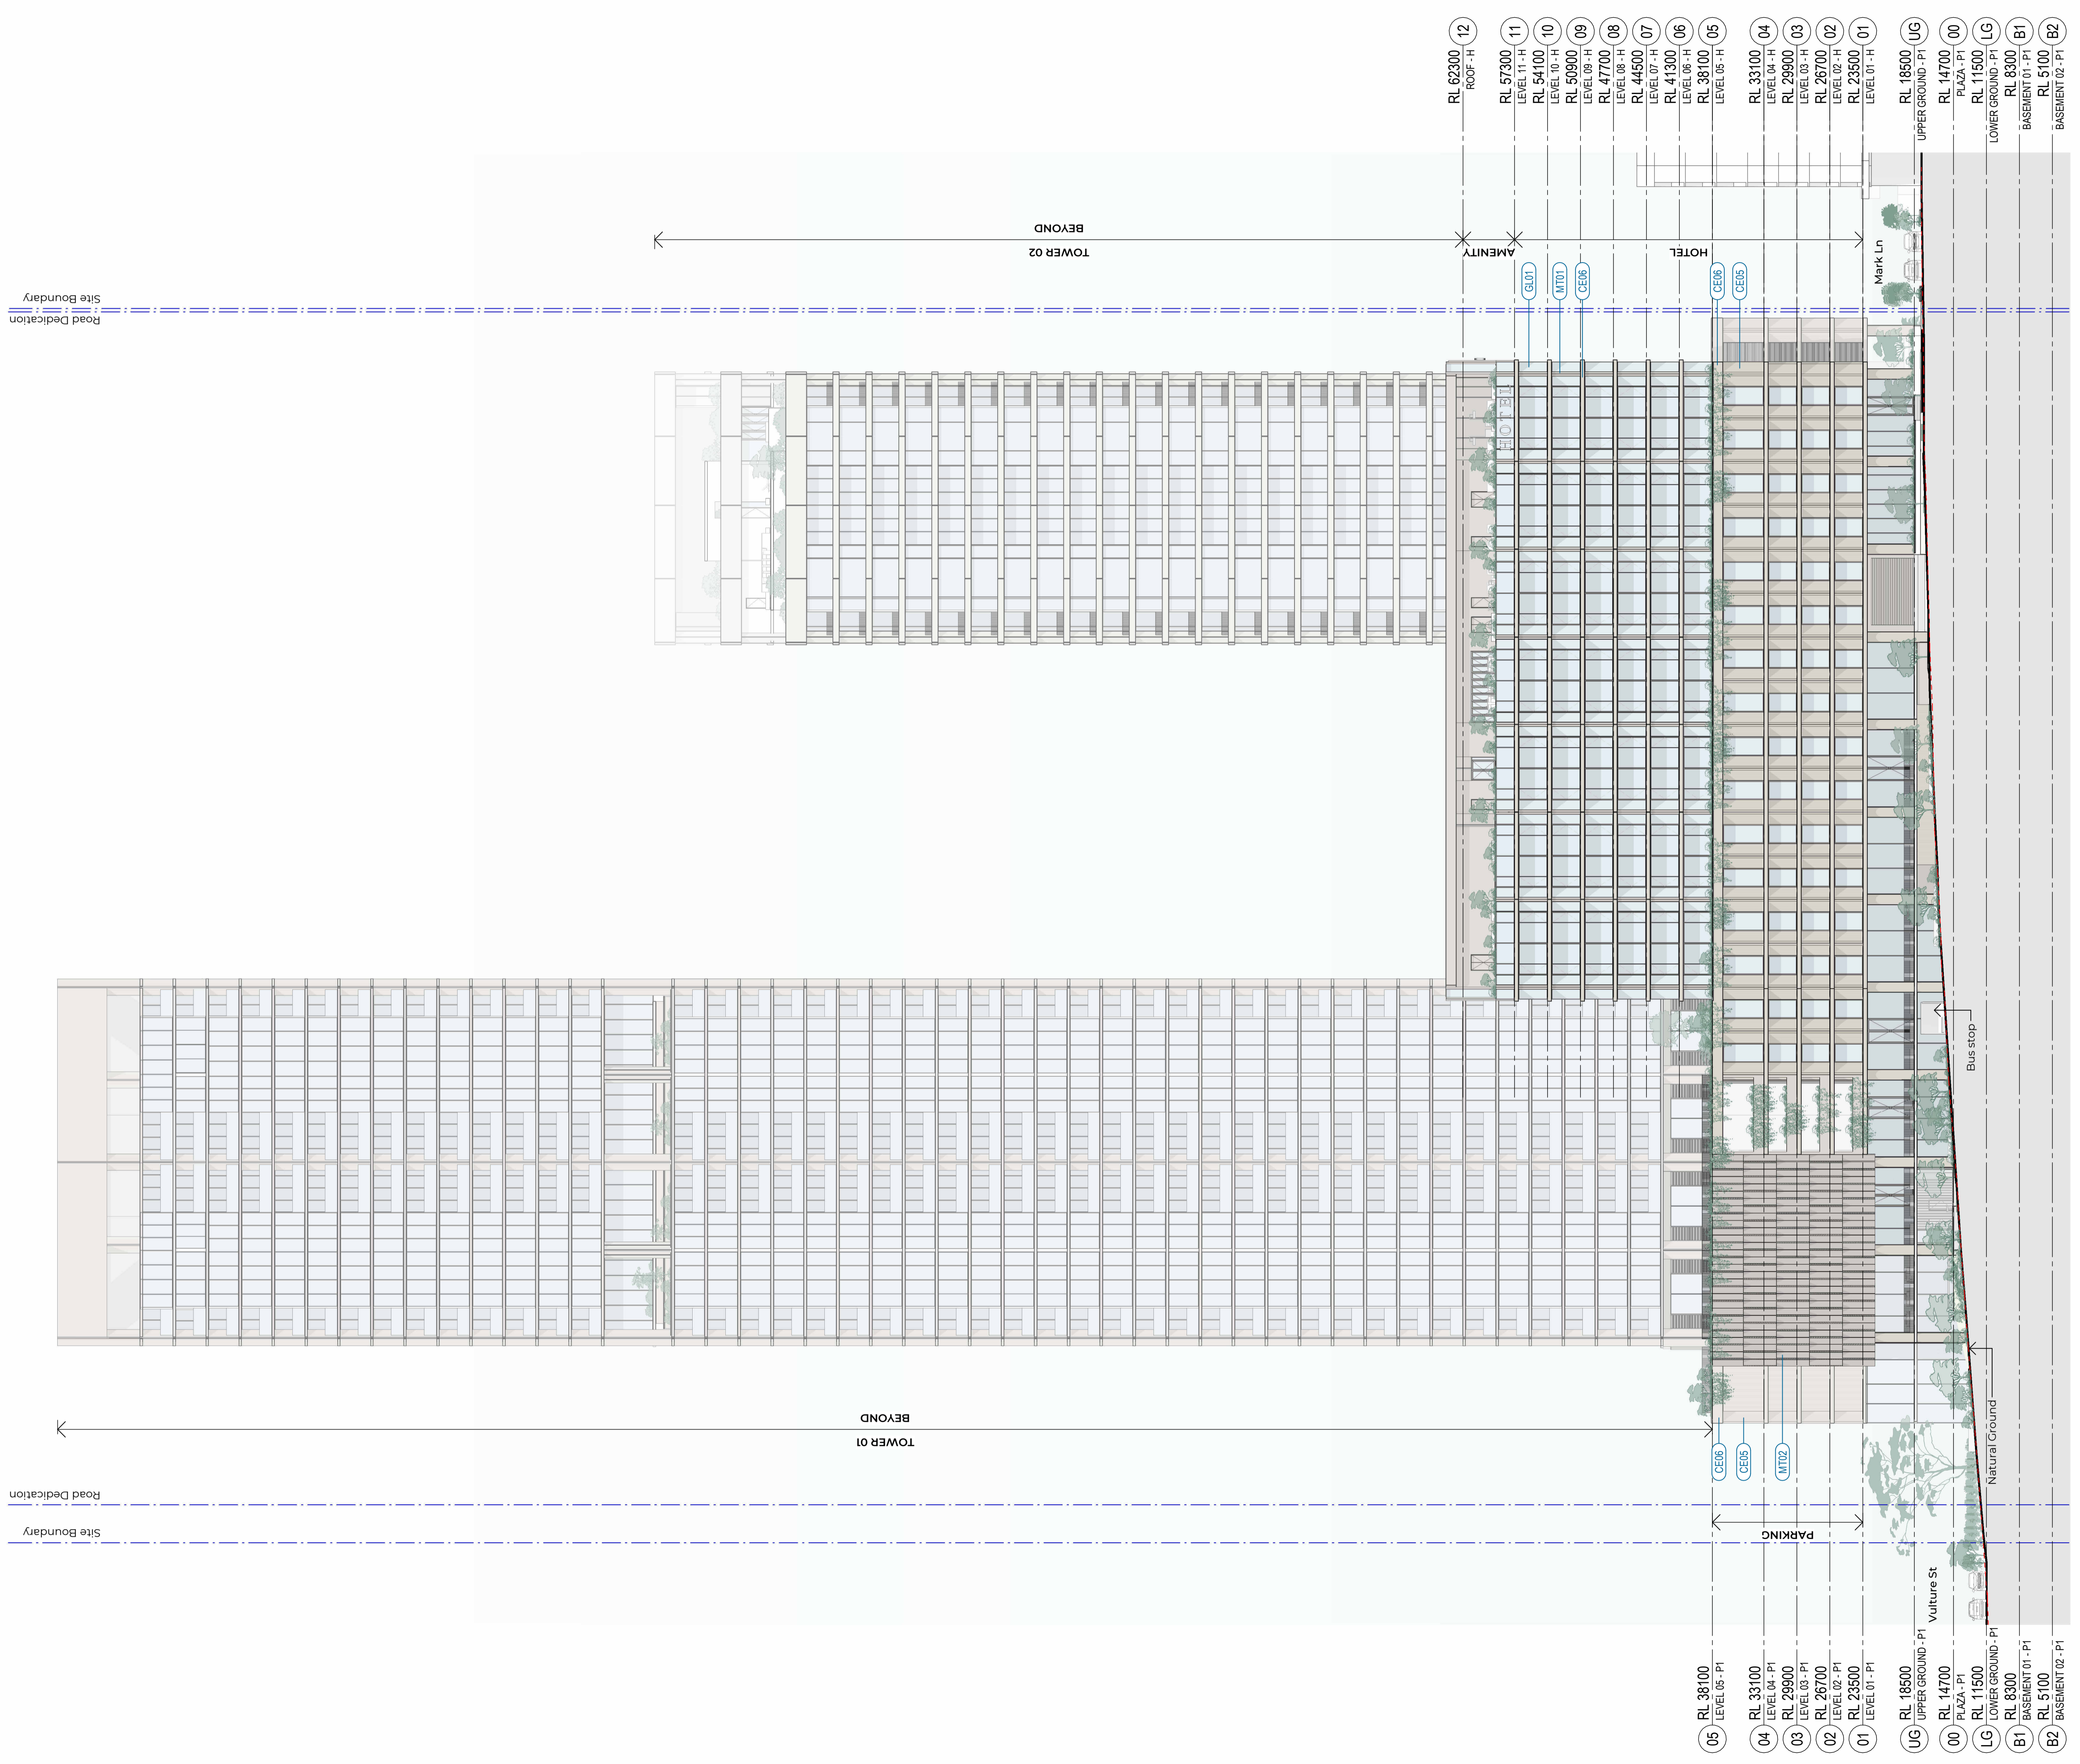 Site Boundary
Road Dedication
RL 62300
12
ROOF - H
RL 57300
11
LEVEL 11 - H
RL 54100
10
LEVEL 10 - H
RL 50900
09
LEVEL 09 - H
RL 47700
08
LEVEL 08 - H
RL 44500
07
LEVEL 07 - H
RL 41300
06
LEVEL 06 - H
RL 38100
05
LEVEL 05 - H
RL 33100
04
LEVEL 04 - H
RL 29900
03
LEVEL 03 - H
RL 26700
02
LEVEL 02 - H
RL 23500
01
LEVEL 01 - H
RL 18500
UG
UPPER GROUND - P1
RL 14700
00
PLAZA - P1
RL 11500
LG
LOWER GROUND - P1
RL 8300
B1
BASEMENT 01 - P1
RL 5100
B2
BASEMENT 02 - P1
TOWER 02
BEYOND
AMENITY
HOTEL
Mark Ln
GL01
MT01
CE06
CE06
CE05
HOTEL
Bus stop
Natural Ground
TOWER 01
BEYOND
CE06
CE05
MT02
Road Dedication
Site Boundary
PARKING
Vulture St
RL 38100
05
LEVEL 05 - P1
RL 33100
04
LEVEL 04 - P1
RL 29900
03
LEVEL 03 - P1
RL 26700
02
LEVEL 02 - P1
RL 23500
01
LEVEL 01 - P1
RL 18500
UG
UPPER GROUND - P1
RL 14700
00
PLAZA - P1
RL 11500
LG
LOWER GROUND - P1
RL 8300
B1
BASEMENT 01 - P1
RL 5100
B2
BASEMENT 02 - P1